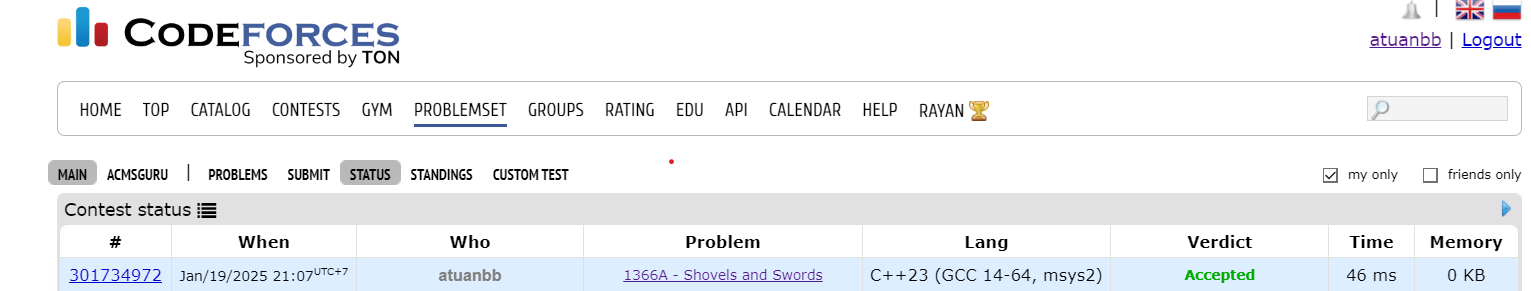 CODEFORCES
Sponsored by TON
|
atuanbb | Logout
HOME TOP CATALOG CONTESTS GYM PROBLEMSET GROUPS RATING EDU API CALENDAR HELP RAYAN
MAIN ACMSGURU | PROBLEMS SUBMIT STATUS STANDINGS CUSTOM TEST my only friends only
Contest status
# When Who Problem Lang Verdict Time Memory
301734972 Jan/19/2025 21:07UTC+7 atuanbb 1366A - Shovels and Swords C++23 (GCC 14-64, msys2) Accepted 46 ms 0 KB